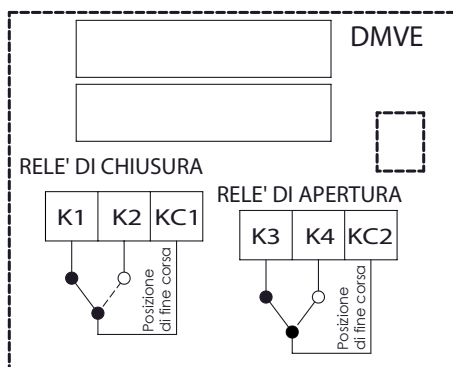 DMVE
RELE' DI CHIUSURA
K1 K2 KC1
Posizione
di fine corsa
RELE' DI APERTURA
K3 K4 KC2
Posizione
di fine corsa